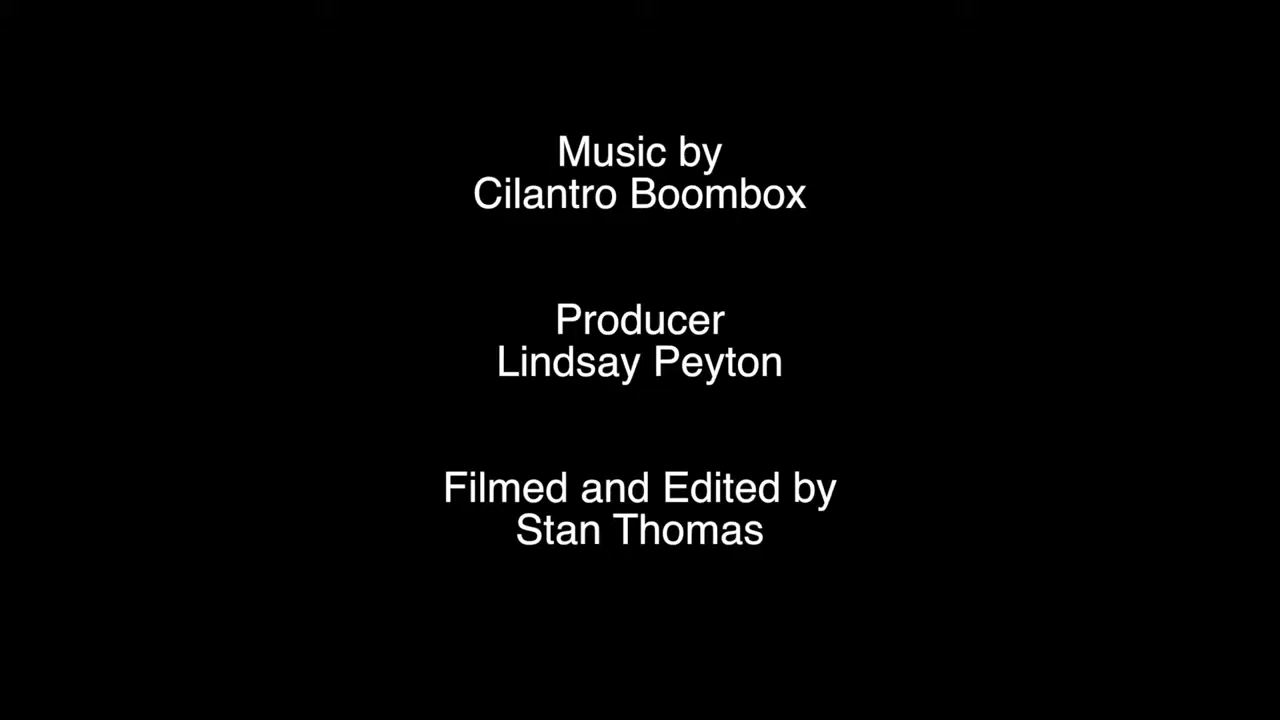 Music by
Cilantro Boombox
Producer
Lindsay Peyton
Filmed and Edited by
Stan Thomas